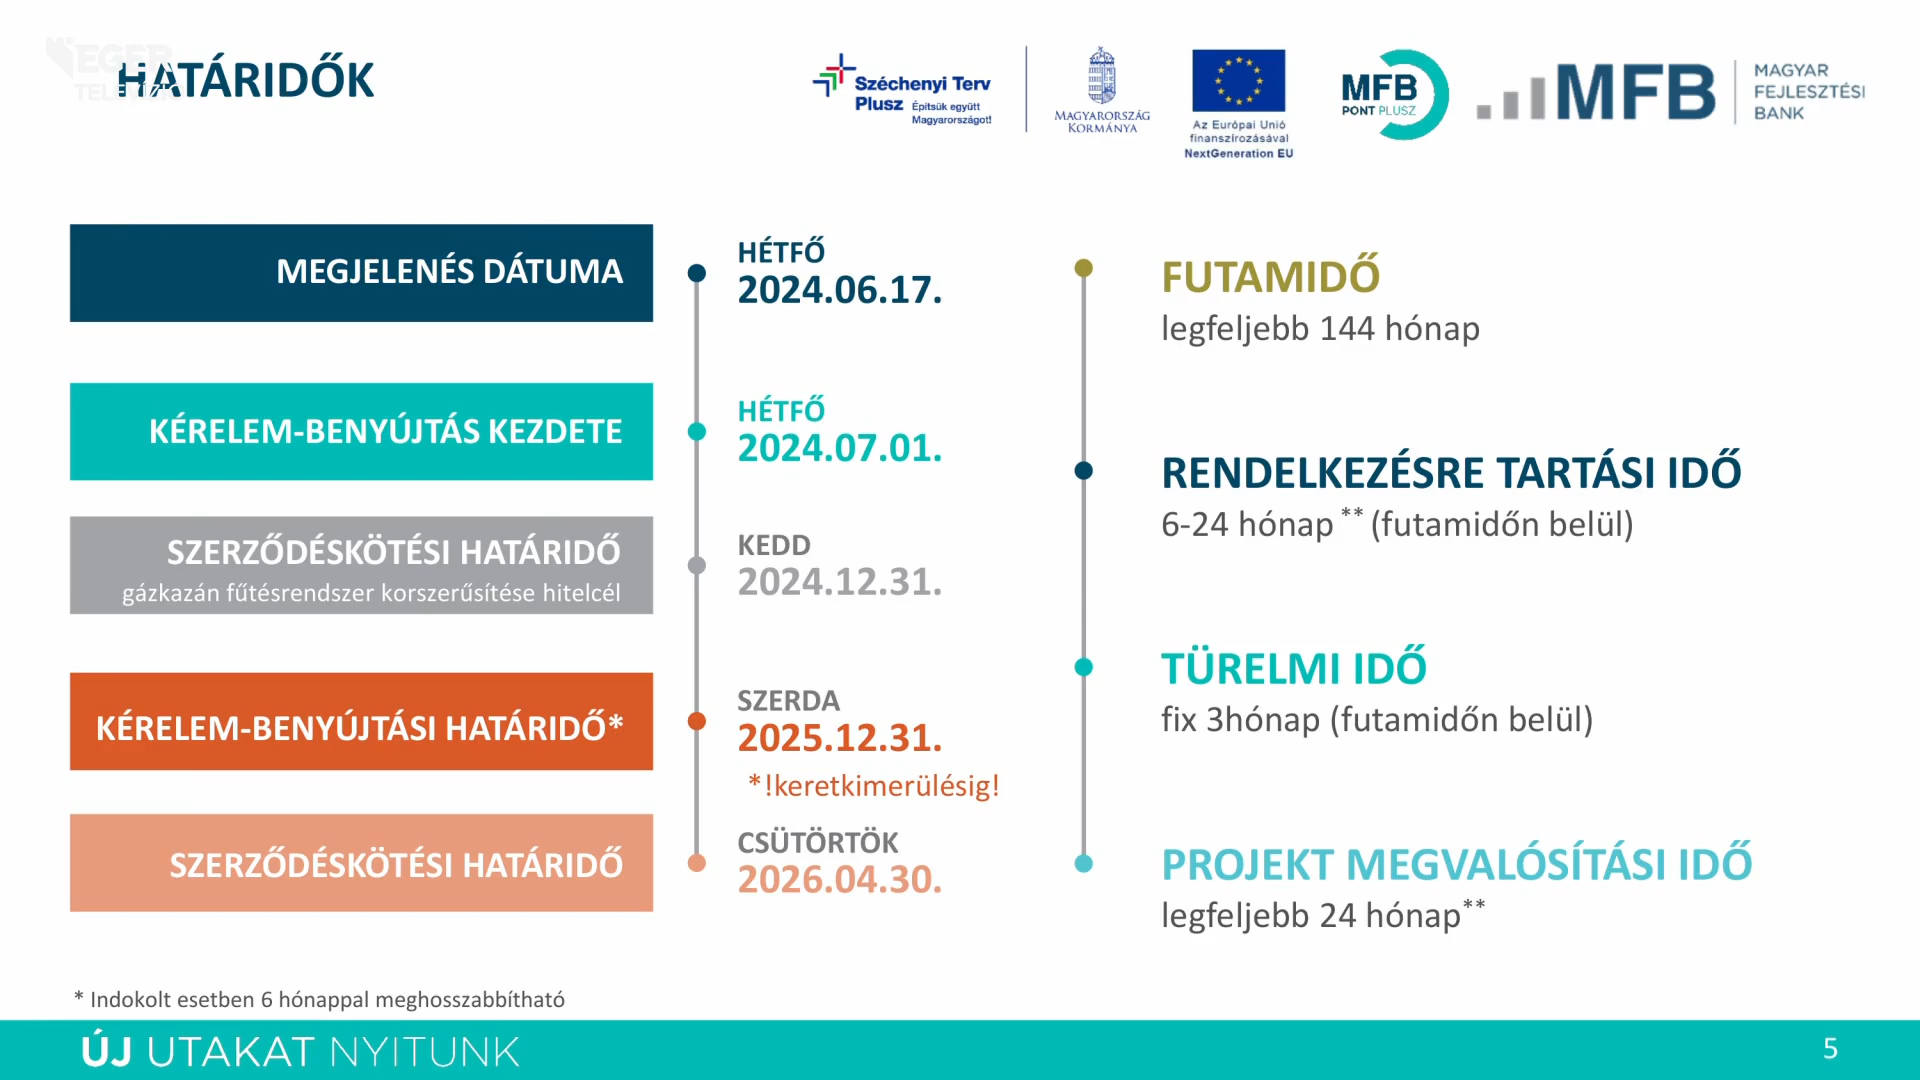 EGER
TELEVÍZIÓ
HATÁRIDŐK
Széchenyi Terv
Plusz Építsük együtt
Magyarországot!
MAGYARORSZÁG
KORMÁNYA
Az Európai Unió
finanszírozásával
NextGeneration EU
MFB
PONT PLUSZ
MFB
MAGYAR
FEJLESZTÉSI
BANK
MEGJELENÉS DÁTUMA
HÉTFŐ
2024.06.17.
KÉRELEM-BENYÚJTÁS KEZDETE
HÉTFŐ
2024.07.01.
SZERZŐDÉSKÖTÉSI HATÁRIDŐ
gázkazán fűtésrendszer korszerűsítése hitelcél
KEDD
2024.12.31.
KÉRELEM-BENYÚJTÁSI HATÁRIDŐ*
SZERDA
2025.12.31.
*!keretkimerülésig!
SZERZŐDÉSKÖTÉSI HATÁRIDŐ
CSÜTÖRTÖK
2026.04.30.
FUTAMIDŐ
legfeljebb 144 hónap
RENDELKEZÉSRE TARTÁSI IDŐ
6-24 hónap ** (futamidőn belül)
TÜRELMI IDŐ
fix 3hónap (futamidőn belül)
PROJEKT MEGVALÓSÍTÁSI IDŐ
legfeljebb 24 hónap**
* Indokolt esetben 6 hónappal meghosszabbítható
ÚJ UTAKAT NYITUNK
5